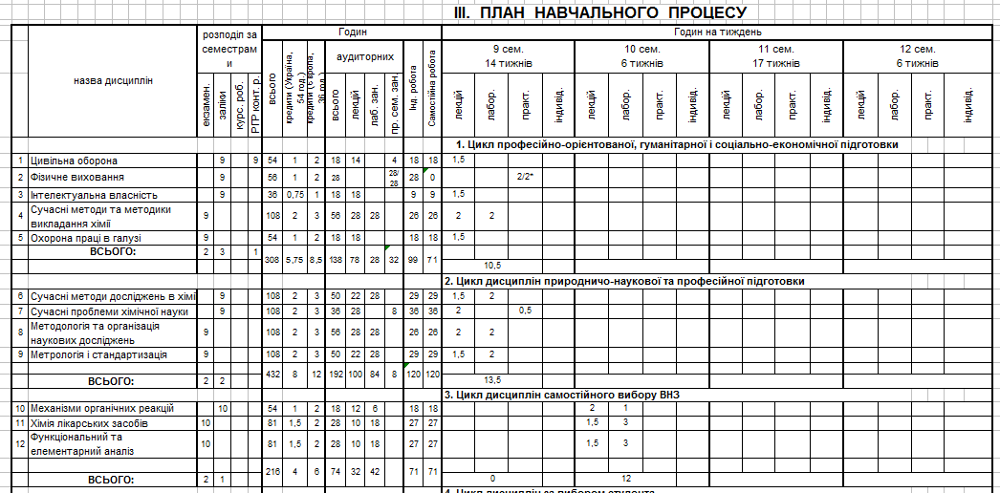 III. ПЛАН НАВЧАЛЬНОГО ПРОЦЕСУ
назва дисциплін
розподіл за
семестрам
и
Годин
Годин на тиждень
екзамен.
заліки
курс. роб.
РГР контр. р.
всього
кредити (Україна,
54 год.)
кредити (Європа,
36 год.)
аудиторних
всього
лекцій
лаб. зан.
пр. сем. зан.
Інд. робота
Самостійна робота
9 сем.
14 тижнів
10 сем.
6 тижнів
11 сем.
17 тижнів
12 сем.
6 тижнів
лекцій лабор. практ. індивід. лекцій лабор. практ. індивід. лекцій лабор. практ. індивід. лекцій лабор. практ. індивід.
1. Цикл професійно-орієнтованої, гуманітарної і соціально-економічної підготовки
1 Цивільна оборона 9 9 54 1 2 18 14 4 18 18 1,5
2 Фізичне виховання 9 56 1 2 28 28/ 28 28 0 2/2*
3 Інтелектуальна власність 9 36 0,75 1 18 18 9 9 1,5
4 Сучасні методи та методики
викладання хімії 9 108 2 3 56 28 28 26 26 2 2
5 Охорона праці в галузі 9 54 1 2 18 18 18 18 1,5
ВСЬОГО: 2 3 1 308 5,75 8,5 138 78 28 32 99 71
10,5
2. Цикл дисциплін природничо-наукової та професійної підготовки
6 Сучасні методи досліджень в хімі 9 108 2 3 50 22 28 29 29 1,5 2
7 Сучасні проблеми хімічної науки 9 108 2 3 36 28 8 36 36 2 0,5
8 Методологія та організація
наукових досліджень 9 108 2 3 56 28 28 26 26 2 2
9 Метрологія і стандартизація 9 108 2 3 50 22 28 29 29 1,5 2
ВСЬОГО: 2 2 432 8 12 192 100 84 8 120 120
13,5
3. Цикл дисциплін самостійного вибору ВНЗ
10 Механізми органічних реакцій 10 54 1 2 18 12 6 18 18 2 1
11 Хімія лікарських засобів 10 81 1,5 2 28 10 18 27 27 1,5 3
12 Функціональний та
елементарний аналіз 10 81 1,5 2 28 10 18 27 27 1,5 3
ВСЬОГО: 2 1 216 4 6 74 32 42 71 71
0 12
4. Цикл дисциплін за вибором студента